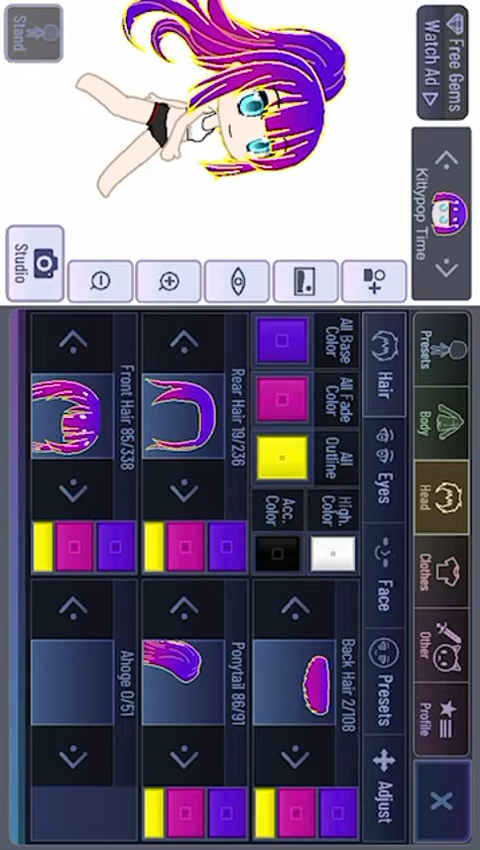 Free Gems
Watch Ad
Kittypop Time
Stand
Studio
Presets
Body
Head
Clothes
Other
Profile
X
Hair
Eyes
Face
Presets
Adjust
All Base
Color
All Fade
Color
All
Outline
High.
Color
Acc.
Color
Back Hair 2/108
Rear Hair 19/236
Ponytail 86/91
Front Hair 85/338
Ahoge 0/51